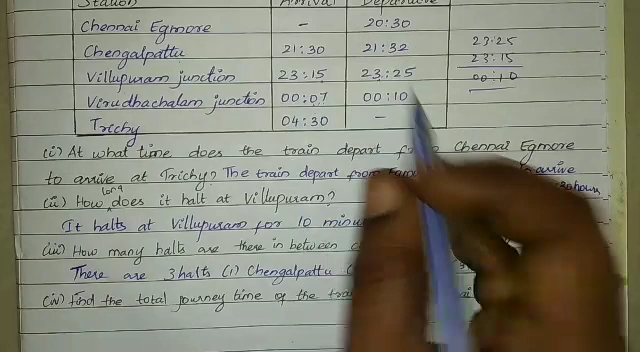 Station Arrival Departure
Chennai Egmore - 20:30
Chengalpattu 21:30 21:32
Villupuram junction 23:15 23:25
Virudhachalam junction 00:07 00:10
Trichy 04:30 -
23:25
23:15
00:10
(i) At what time does the train depart Chennai Egmore
to arrive at Trichy? The train depart from arrive
(ii) How long does it halt at Villupuram? hours
It halts at Villupuram for 10
(iii) How many halts are there in between
There are 3 halts (1) Chengalpattu
(iv) Find the total journey time of the